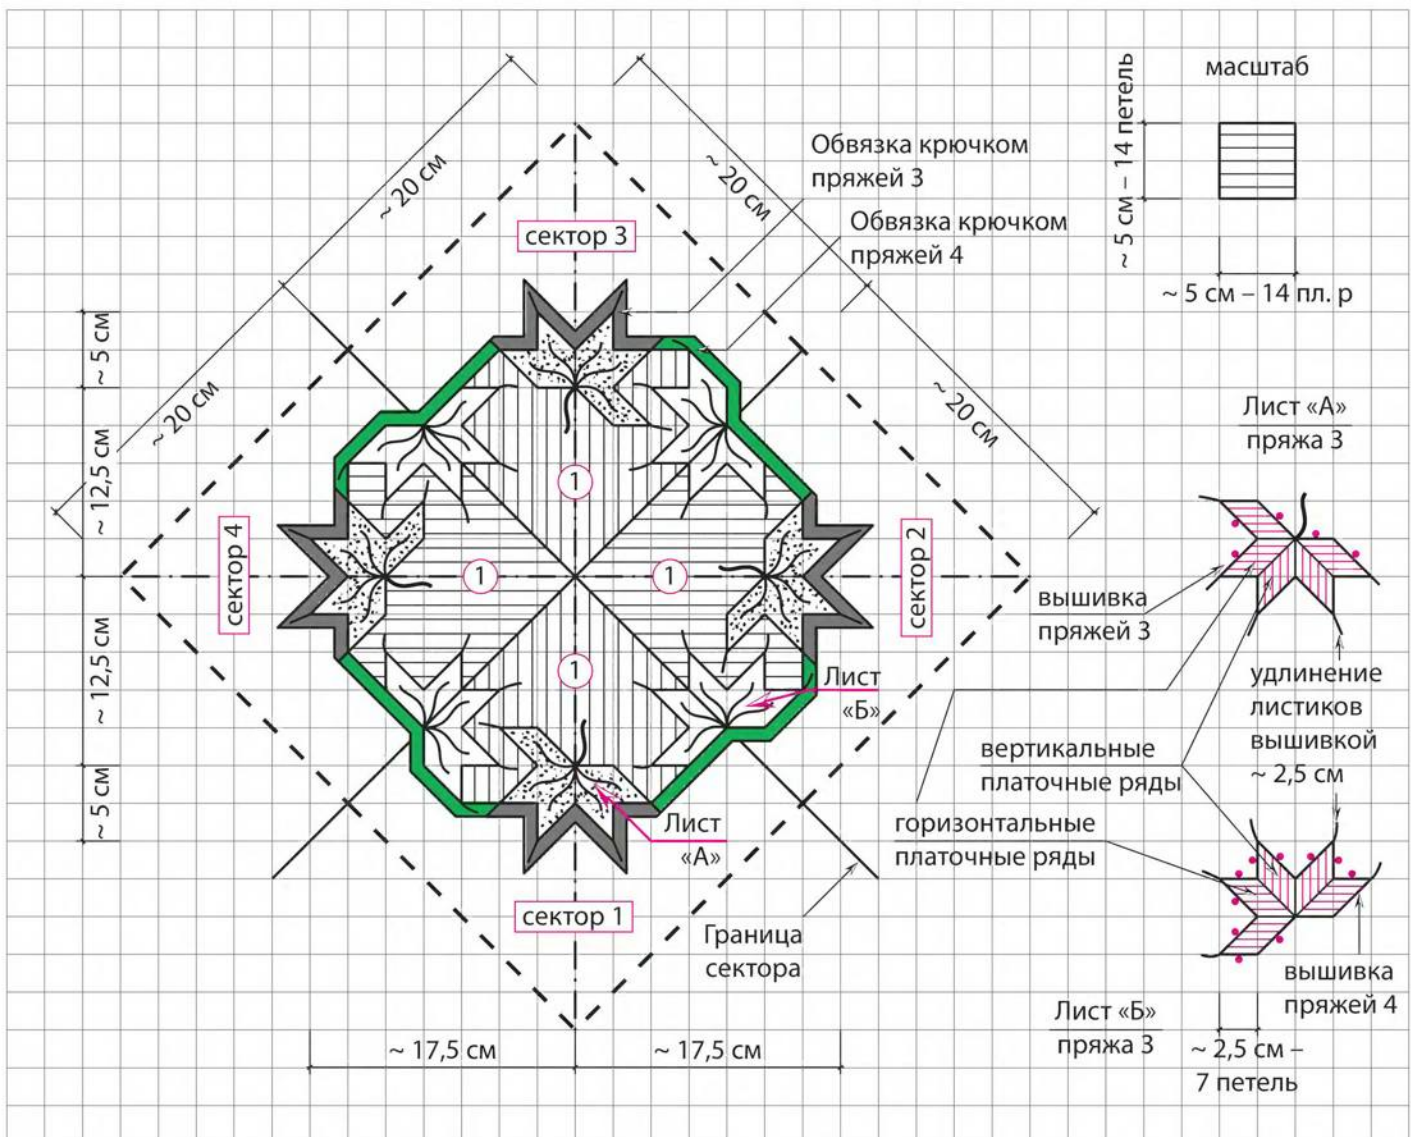 масштаб
~ 5 см – 14 петель
~ 5 см – 14 пл. р
Обвязка крючком
пряжей 3
Обвязка крючком
пряжей 4
~ 20 см
~ 20 см
~ 20 см
~ 20 см
сектор 3
~ 5 см
~ 12,5 см
~ 12,5 см
~ 5 см
1
1
1
1
сектор 4
сектор 2
сектор 1
Лист
«Б»
Лист
«А»
Граница
сектора
~ 17,5 см
~ 17,5 см
Лист «А»
пряжа 3
вышивка
пряжей 3
удлинение
листиков
вышивкой
~ 2,5 см
вертикальные
платочные ряды
горизонтальные
платочные ряды
вышивка
пряжей 4
Лист «Б»
пряжа 3
~ 2,5 см –
7 петель